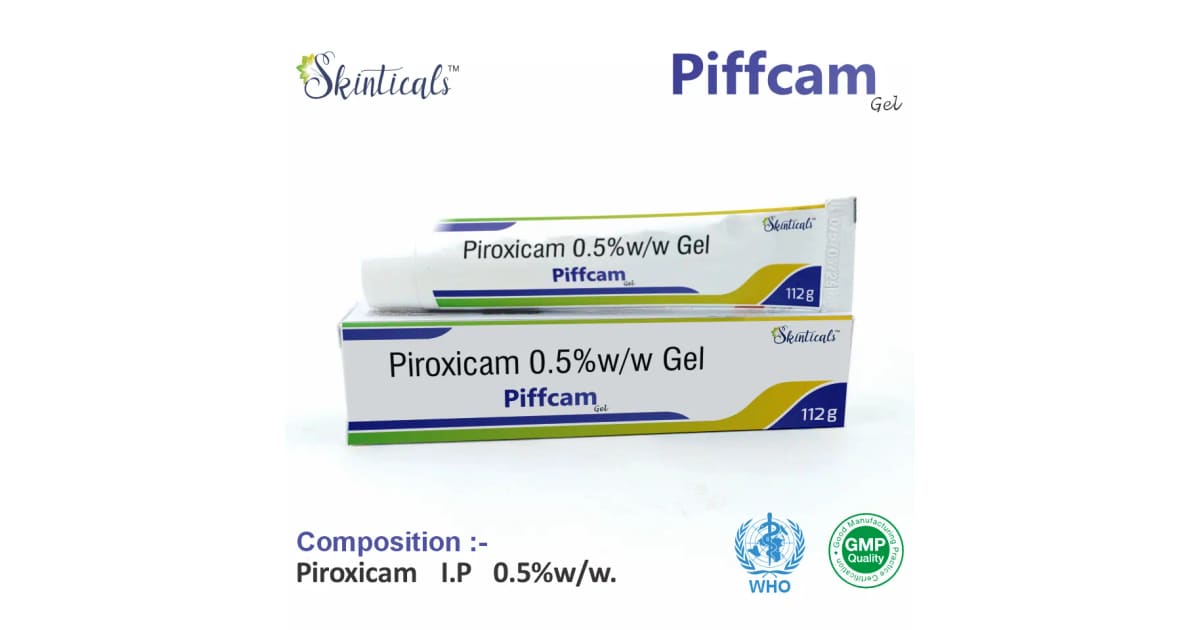 Skinticals™
Piffcam
Gel
Skinticals™
Piroxicam 0.5%w/w Gel
Piffcam
Gel
112g
Skinticals™
Piroxicam 0.5%w/w Gel
Piffcam
Gel
112g
Composition :-
Piroxicam I.P 0.5%w/w.
WHO
Good Manufacturing
GMP
Quality
Practice Certification